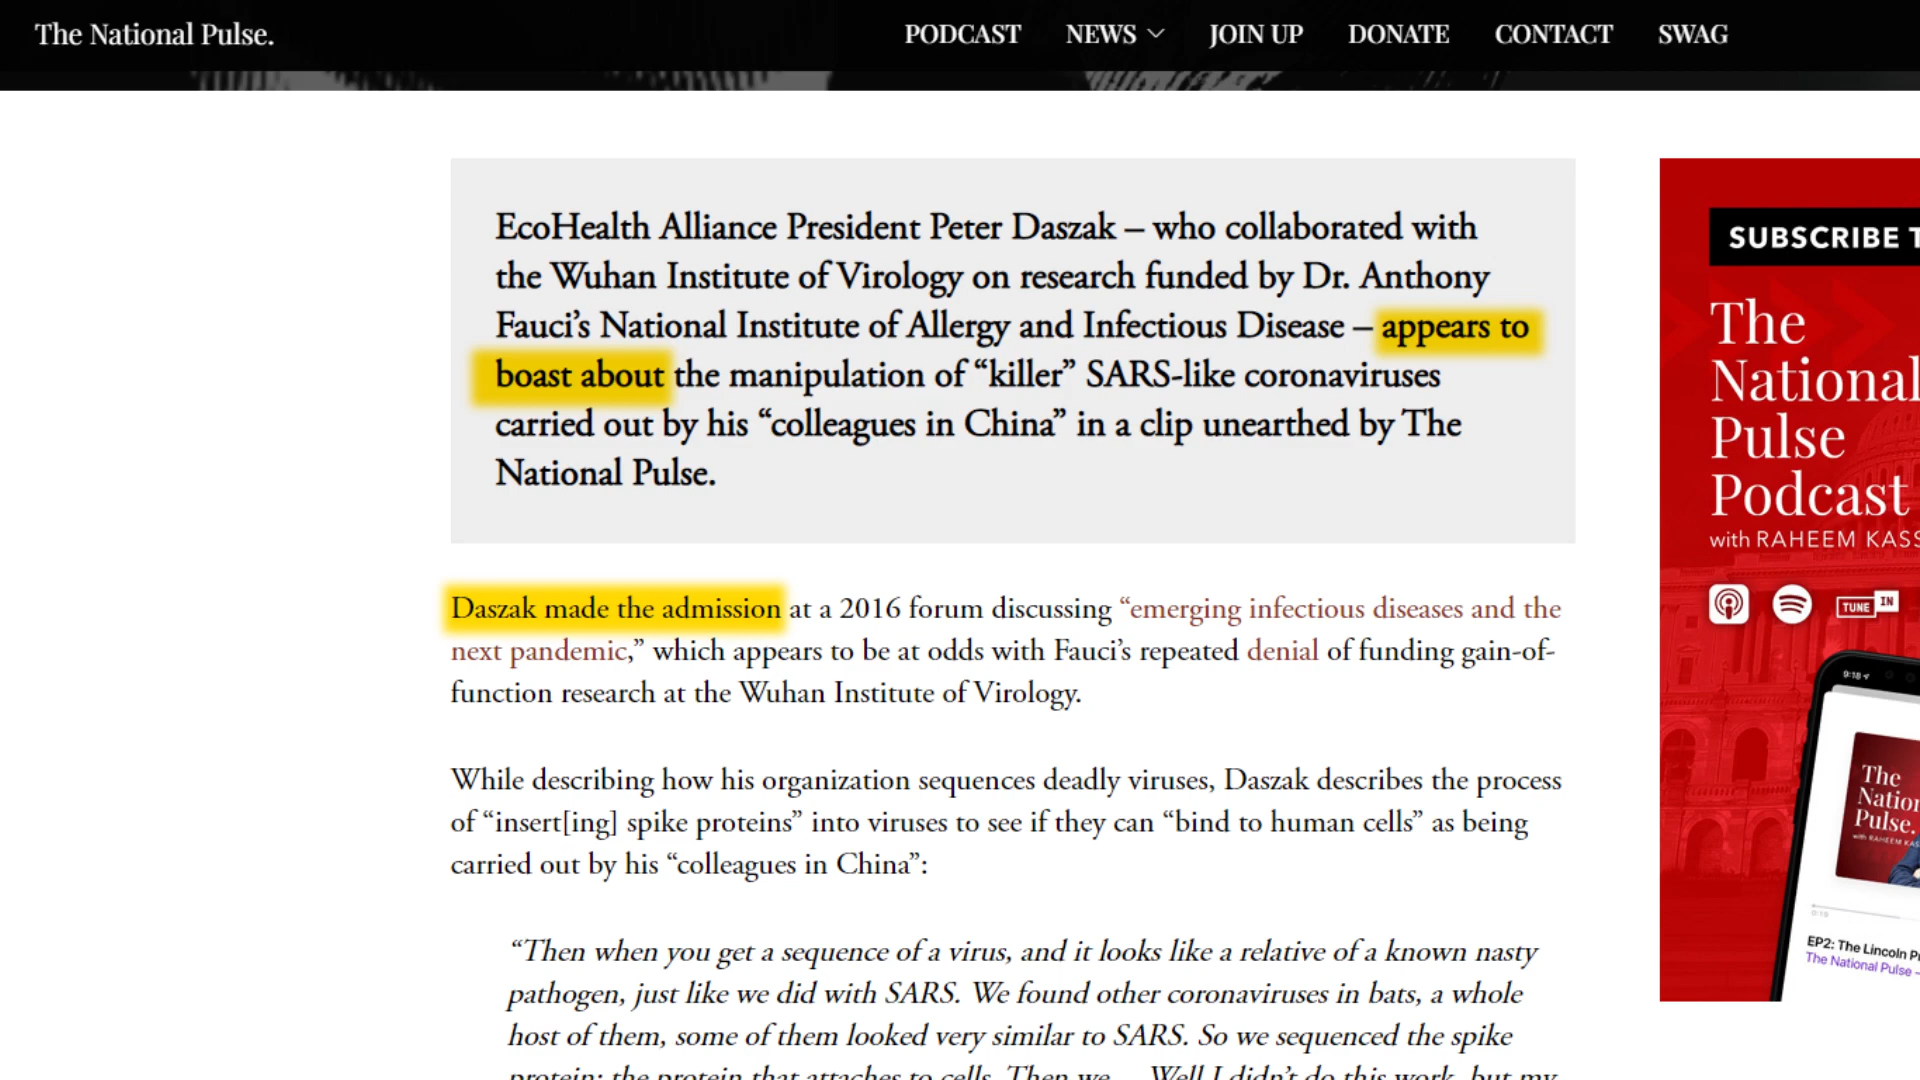 The National Pulse.
PODCAST
NEWS
JOIN UP
DONATE
CONTACT
SWAG
EcoHealth Alliance President Peter Daszak – who collaborated with
the Wuhan Institute of Virology on research funded by Dr. Anthony
Fauci’s National Institute of Allergy and Infectious Disease – appears to
boast about the manipulation of “killer” SARS-like coronaviruses
carried out by his “colleagues in China” in a clip unearthed by The
National Pulse.
Daszak made the admission at a 2016 forum discussing “emerging infectious diseases and the
next pandemic,” which appears to be at odds with Fauci’s repeated denial of funding gain-of-
function research at the Wuhan Institute of Virology.
While describing how his organization sequences deadly viruses, Daszak describes the process
of “insert[ing] spike proteins” into viruses to see if they can “bind to human cells” as being
carried out by his “colleagues in China”:
“Then when you get a sequence of a virus, and it looks like a relative of a known nasty
pathogen, just like we did with SARS. We found other coronaviruses in bats, a whole
host of them, some of them looked very similar to SARS. So we sequenced the spike
protein: the protein that attaches to cells. Then we… Well I didn’t do this work, but my
SUBSCRIBE T
The
National
Pulse
Podcast
with RAHEEM KASS
TUNE IN
9:18
The
Nation
Pulse.
with RAHEEM KAS
0:19
EP2: The Lincoln P
The National Pulse –